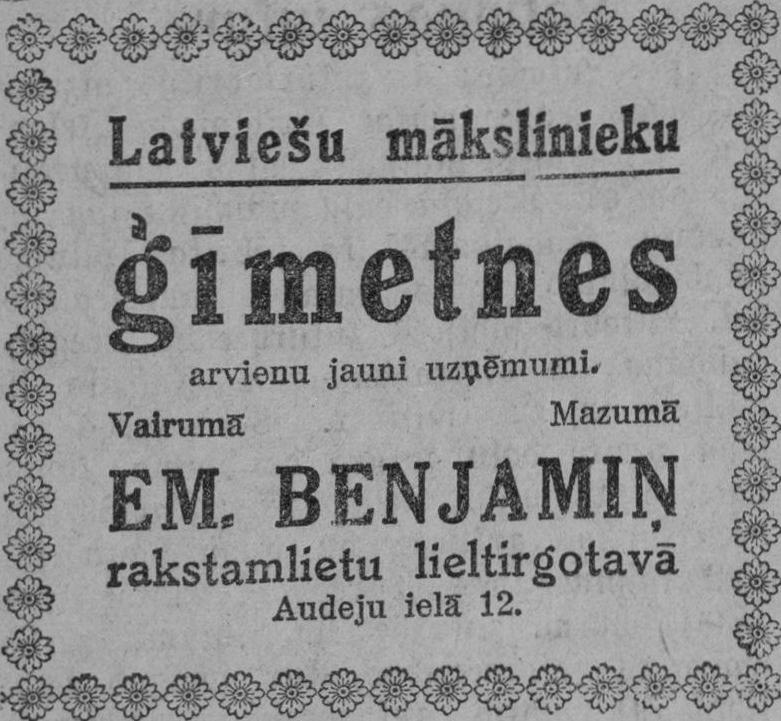 Latviešu mākslinieku
ģīmetnes
arvienu jauni uzņēmumi.
Vairumā Mazumā
EM. BENJAMIŅ
rakstamlietu lieltirgotavā
Audeju ielā 12.